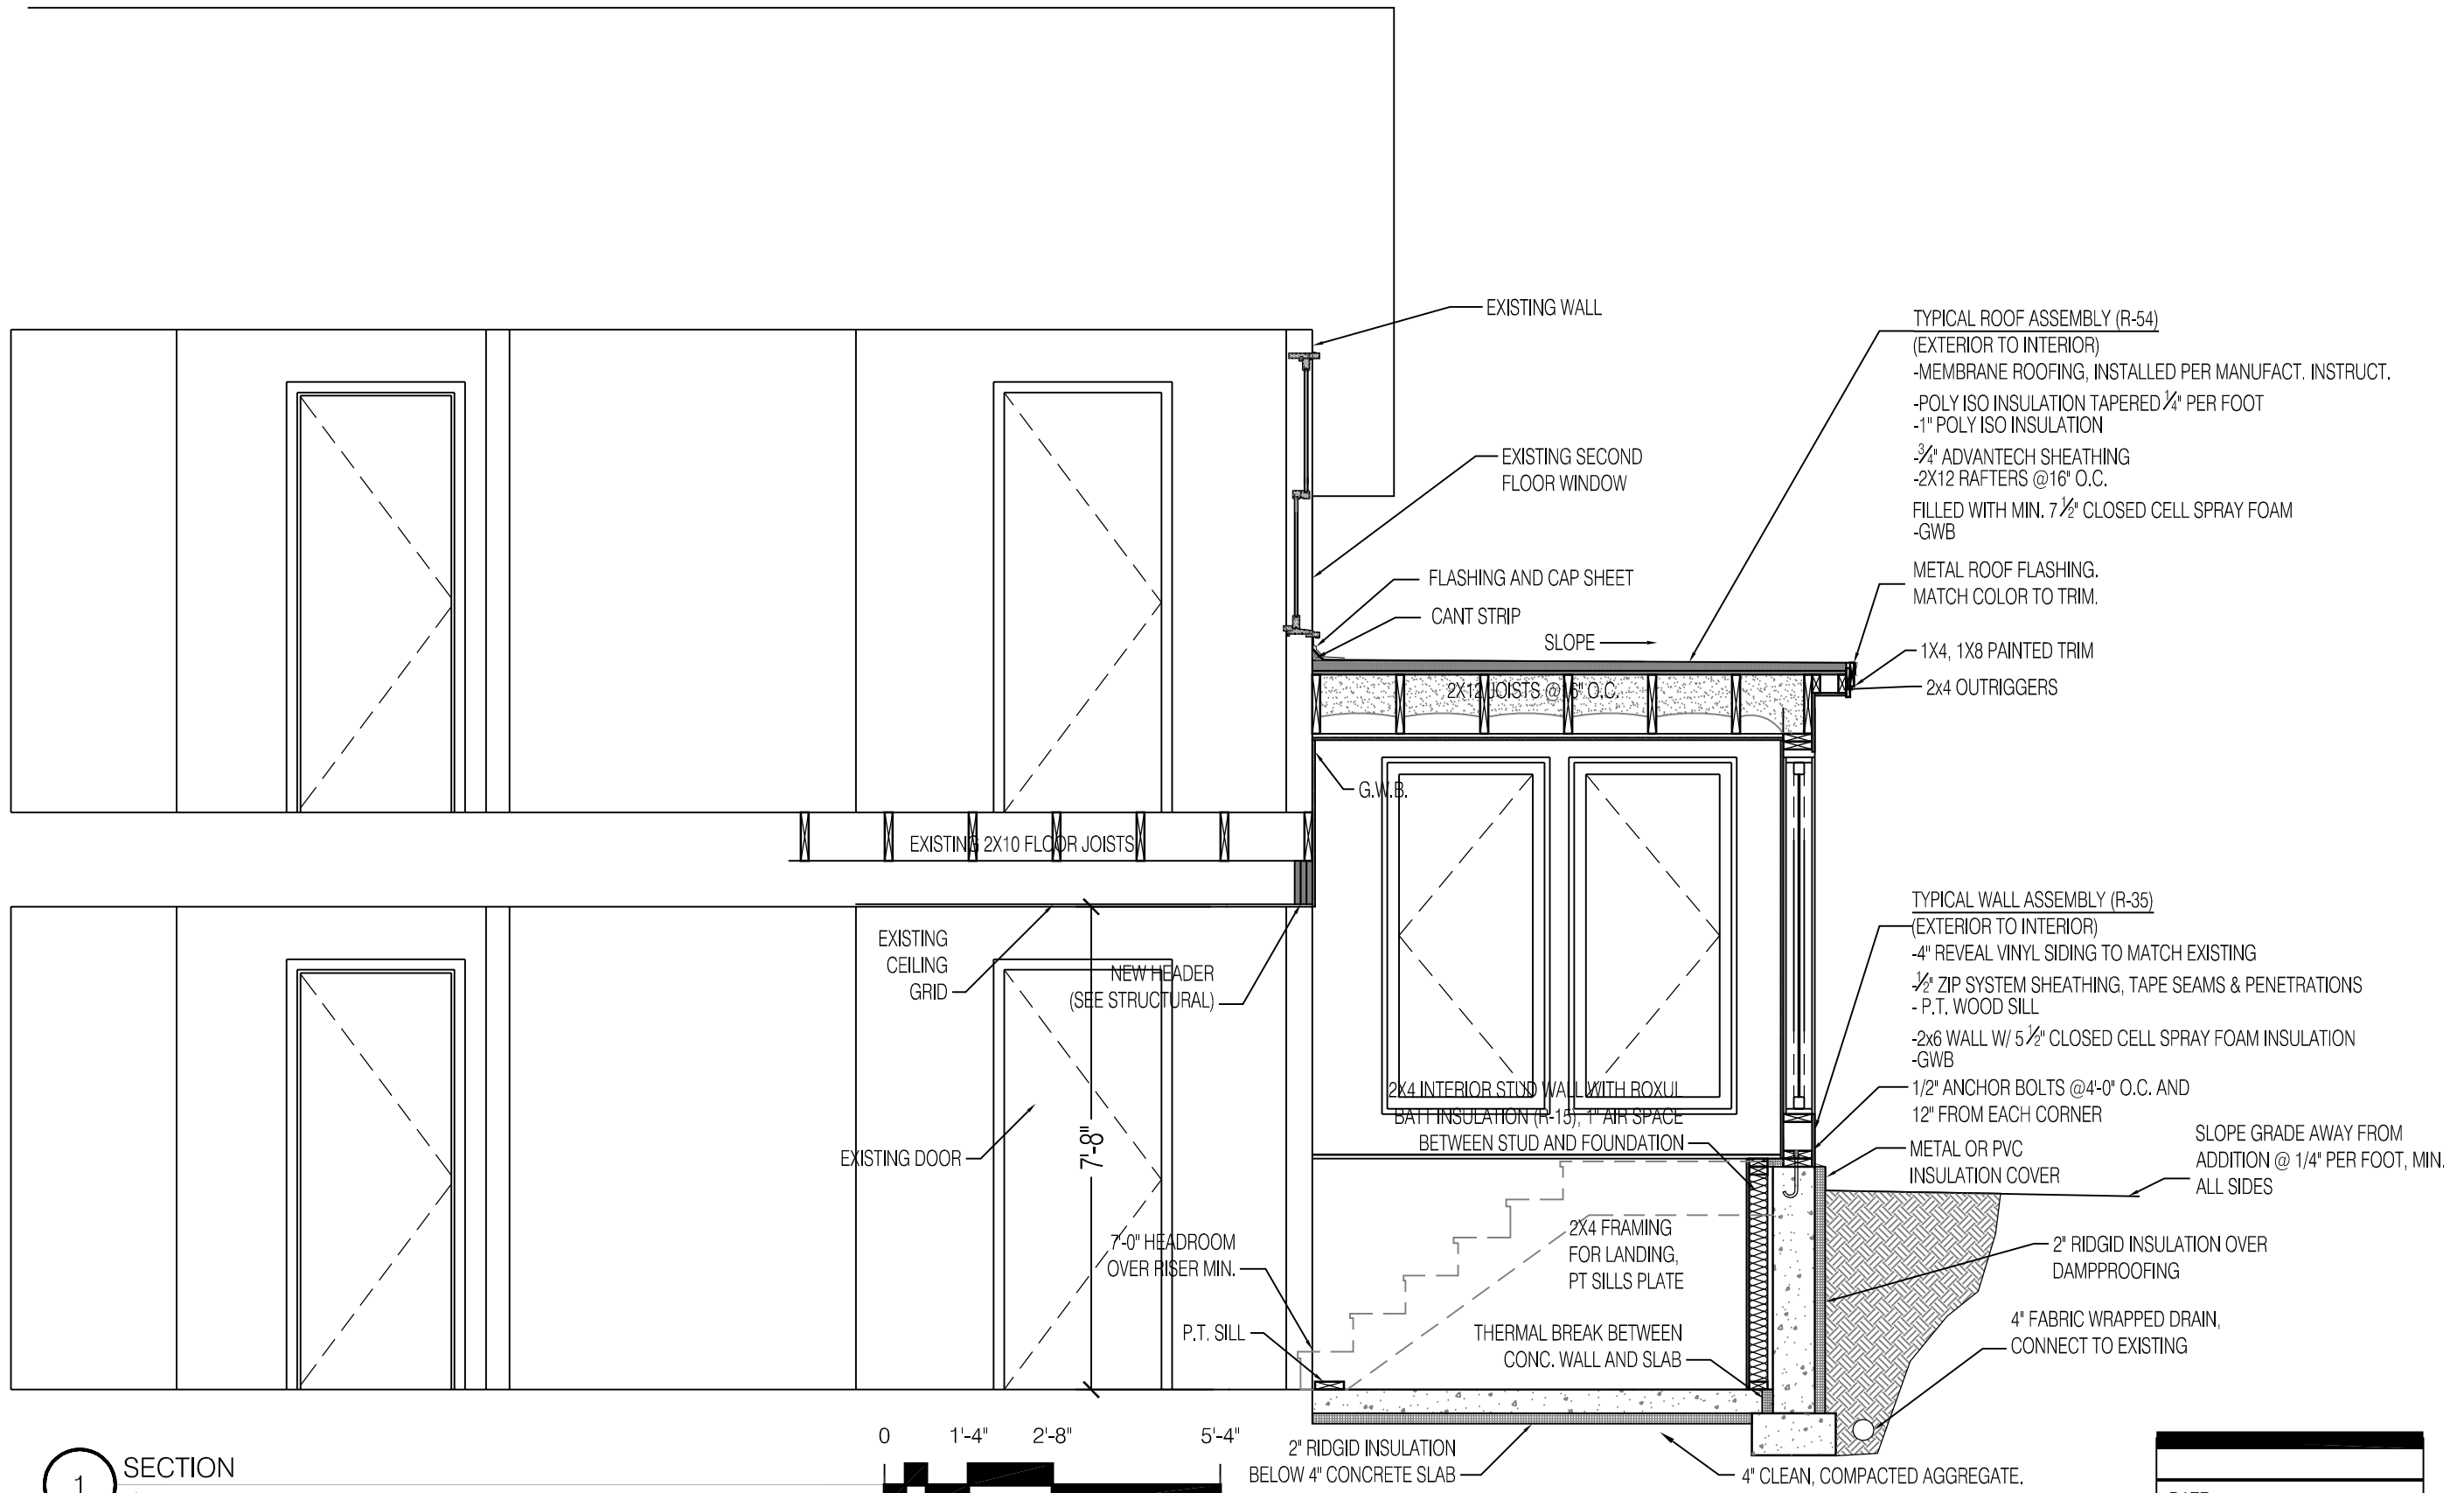 EXISTING WALL
EXISTING SECOND
FLOOR WINDOW
FLASHING AND CAP SHEET
CANT STRIP
SLOPE
TYPICAL ROOF ASSEMBLY (R-54)
(EXTERIOR TO INTERIOR)
-MEMBRANE ROOFING, INSTALLED PER MANUFACT. INSTRUCT.
-POLY ISO INSULATION TAPERED 1/4" PER FOOT
-1" POLY ISO INSULATION
-3/4" ADVANTECH SHEATHING
-2X12 RAFTERS @16" O.C.
FILLED WITH MIN. 7 1/2" CLOSED CELL SPRAY FOAM
-GWB
METAL ROOF FLASHING.
MATCH COLOR TO TRIM.
1X4, 1X8 PAINTED TRIM
2x4 OUTRIGGERS
2X12 JOISTS @16" O.C.
G.W.B.
EXISTING 2X10 FLOOR JOISTS
EXISTING
CEILING
GRID
NEW HEADER
(SEE STRUCTURAL)
EXISTING DOOR
7'-8"
TYPICAL WALL ASSEMBLY (R-35)
(EXTERIOR TO INTERIOR)
-4" REVEAL VINYL SIDING TO MATCH EXISTING
-1/2" ZIP SYSTEM SHEATHING, TAPE SEAMS & PENETRATIONS
- P.T. WOOD SILL
-2x6 WALL W/ 5 1/2" CLOSED CELL SPRAY FOAM INSULATION
-GWB
1/2" ANCHOR BOLTS @4'-0" O.C. AND
12" FROM EACH CORNER
METAL OR PVC
INSULATION COVER
SLOPE GRADE AWAY FROM
ADDITION @ 1/4" PER FOOT, MIN.
ALL SIDES
2X4 INTERIOR STUD WALL WITH ROXUL
BATT INSULATION (R-15), 1" AIR SPACE
BETWEEN STUD AND FOUNDATION
2X4 FRAMING
FOR LANDING,
PT SILLS PLATE
7'-0" HEADROOM
OVER RISER MIN.
P.T. SILL
THERMAL BREAK BETWEEN
CONC. WALL AND SLAB
2" RIDGID INSULATION OVER
DAMPPROOFING
4" FABRIC WRAPPED DRAIN,
CONNECT TO EXISTING
2" RIDGID INSULATION
BELOW 4" CONCRETE SLAB
4" CLEAN, COMPACTED AGGREGATE.
1
SECTION
0 1'-4" 2'-8" 5'-4"